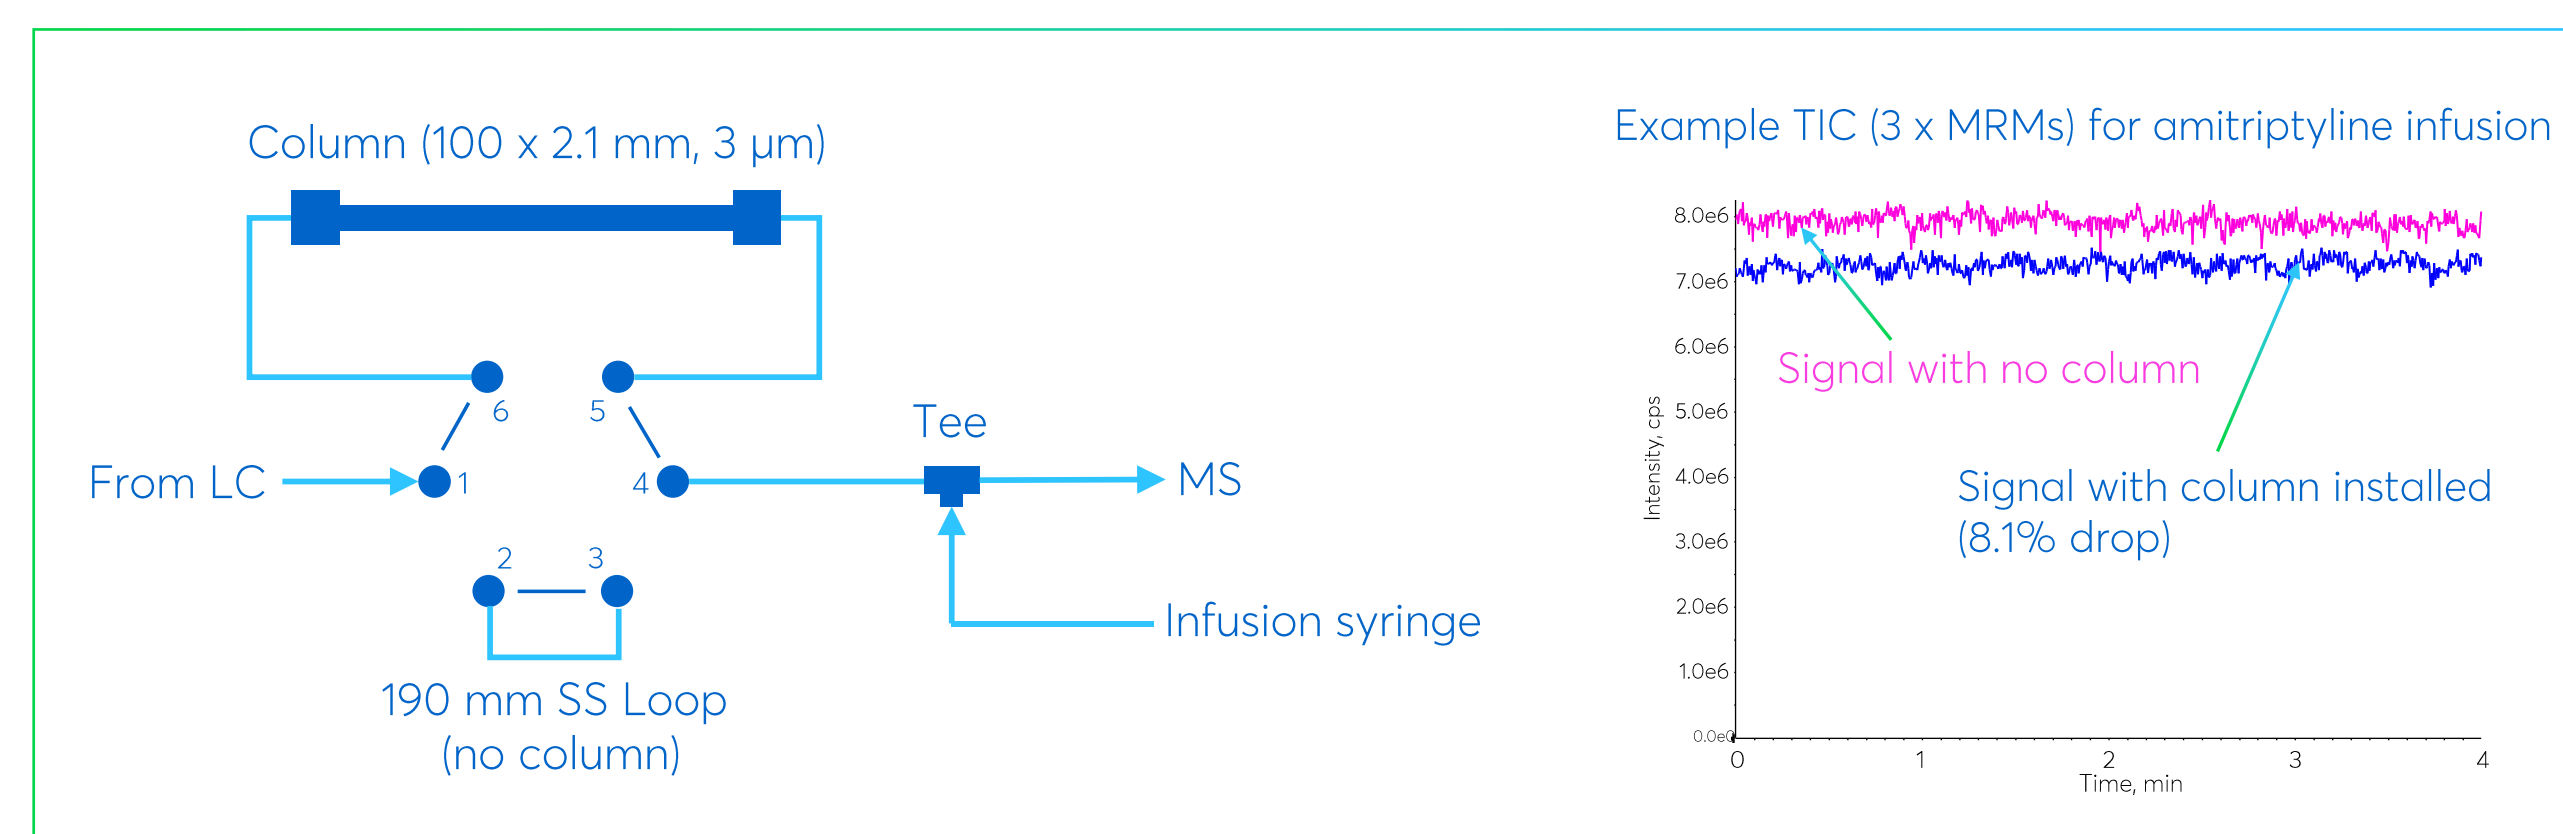 Column (100 x 2.1 mm, 3 µm)
6
5
From LC
1
4
Tee
MS
2
3
Infusion syringe
190 mm SS Loop
(no column)
Example TIC (3 x MRMs) for amitriptyline infusion
8.0e6
7.0e6
6.0e6
5.0e6
4.0e6
3.0e6
2.0e6
1.0e6
0.0e0
Intensity, cps
Signal with no column
Signal with column installed
(8.1% drop)
0
1
2
3
4
Time, min